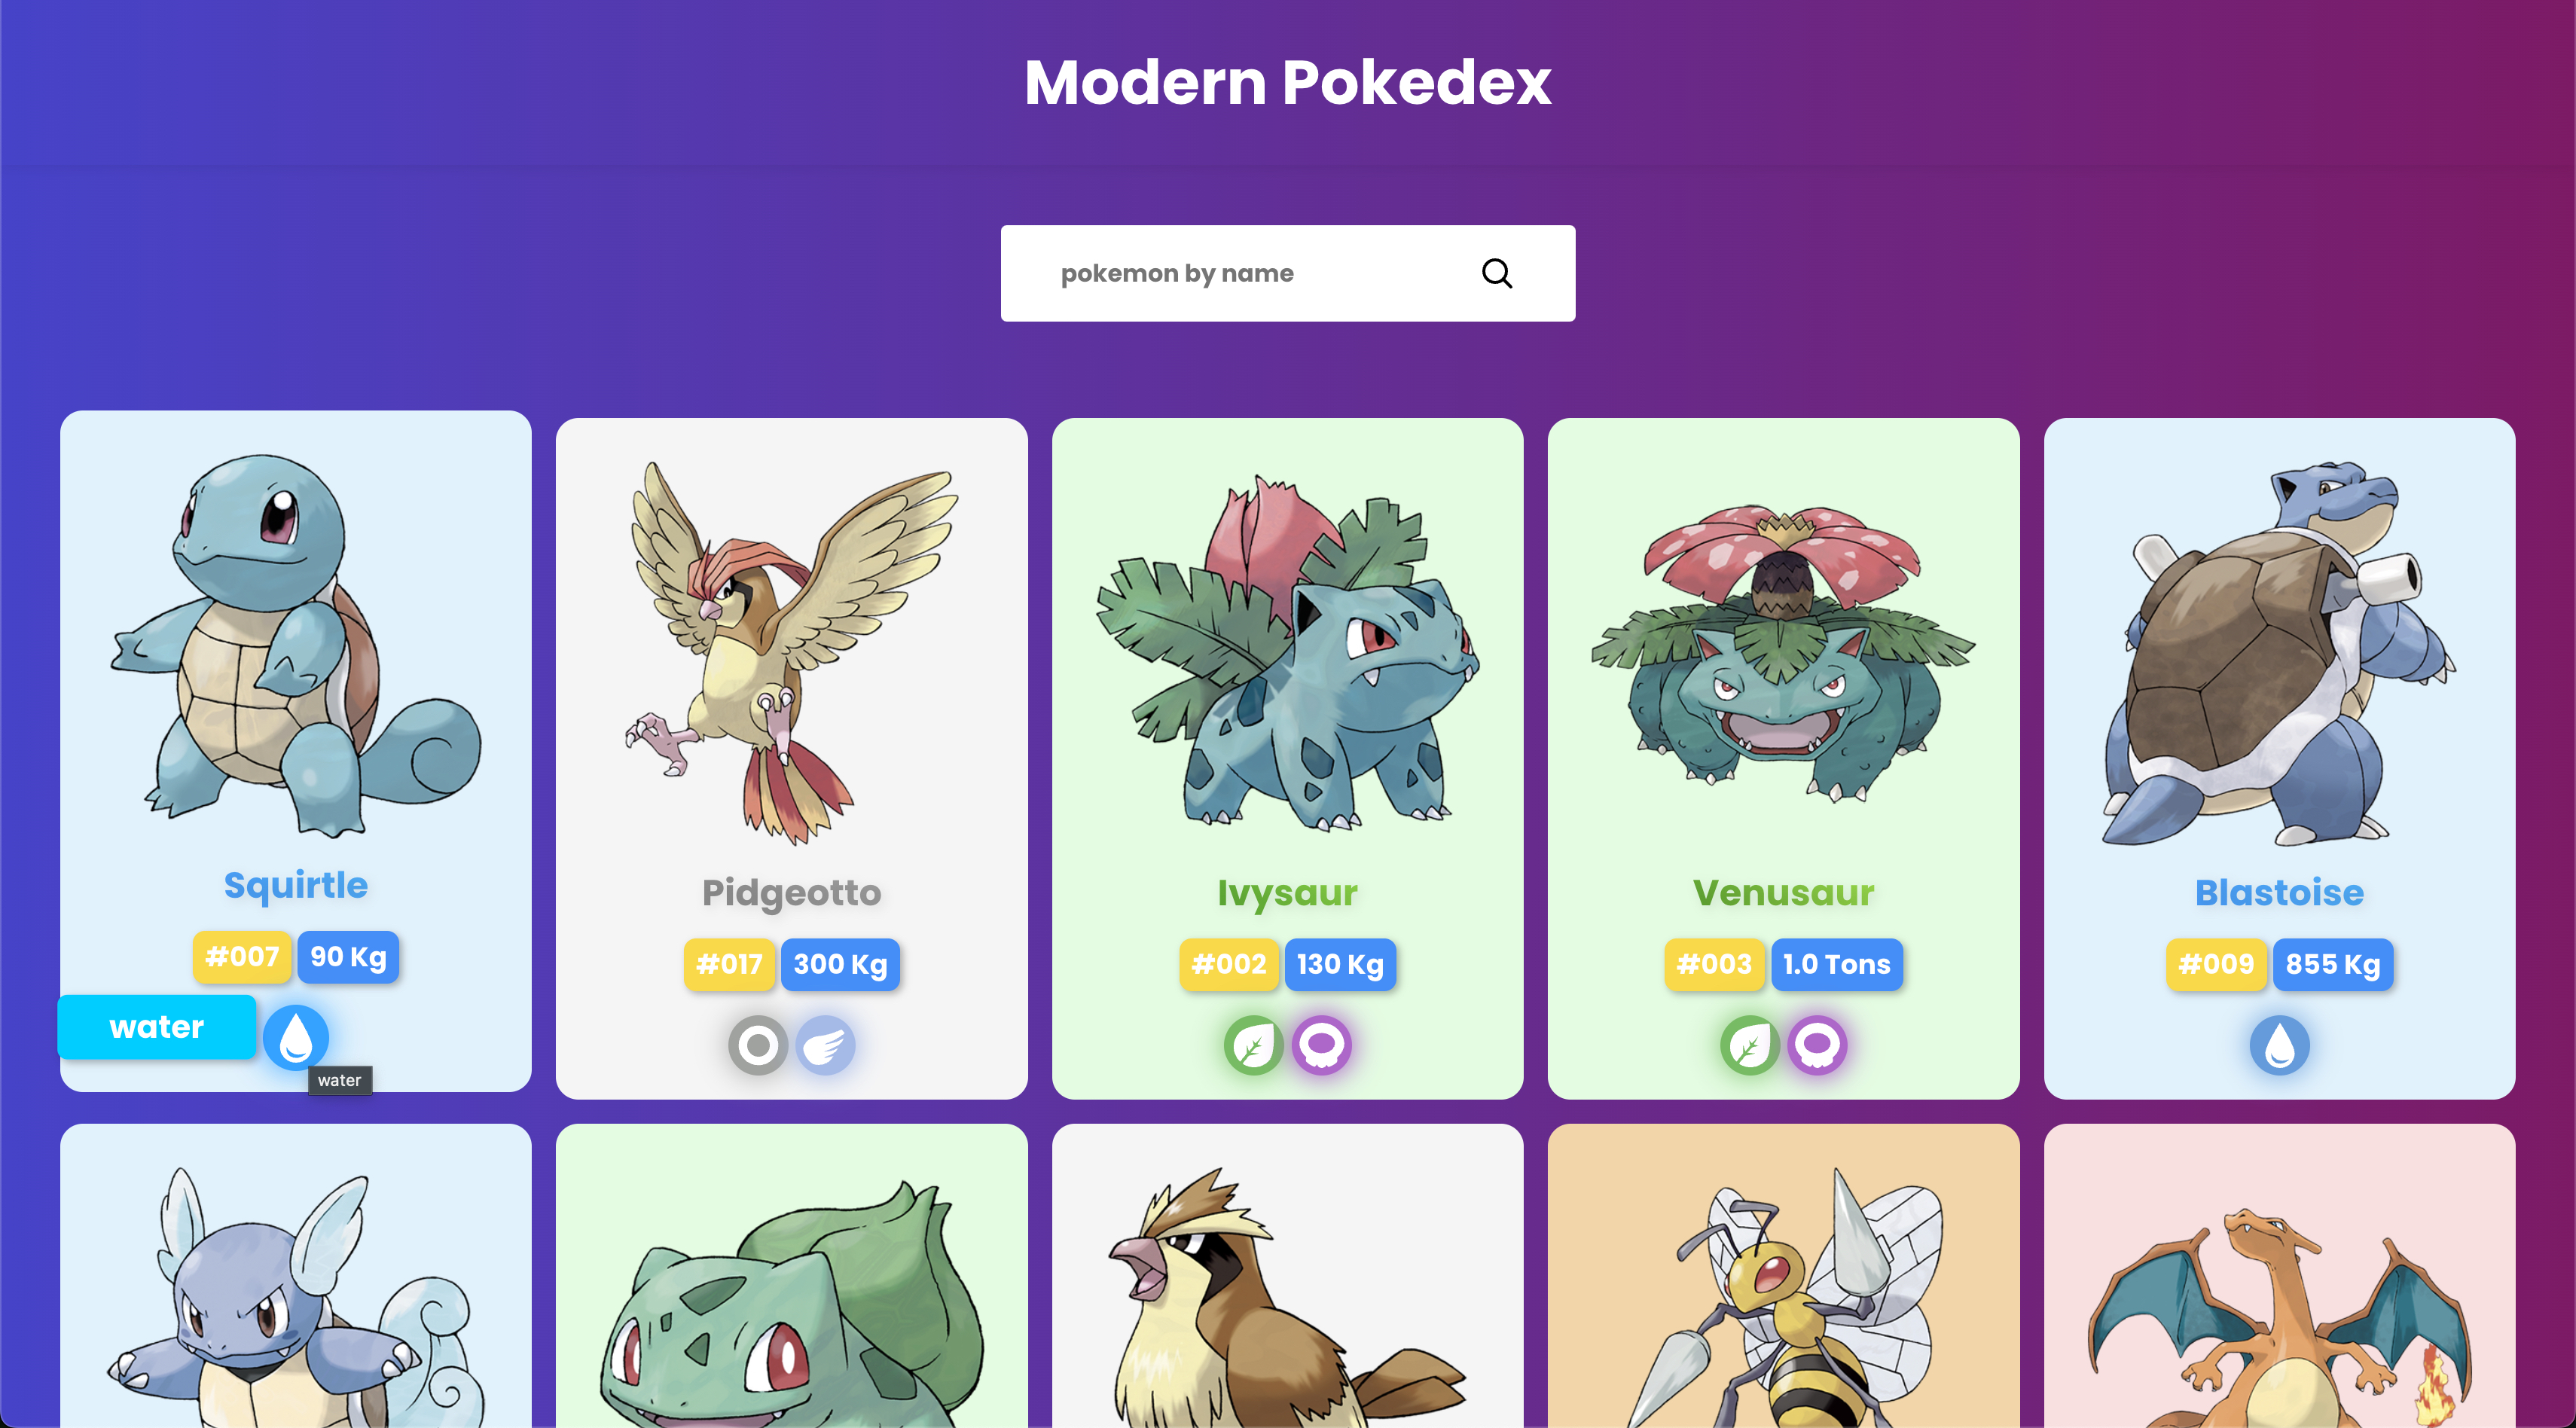 Modern Pokedex
pokemon by name
Squirtle
#007 90 Kg
water
water
Pidgeotto
#017 300 Kg
Ivysaur
#002 130 Kg
Venusaur
#003 1.0 Tons
Blastoise
#009 855 Kg